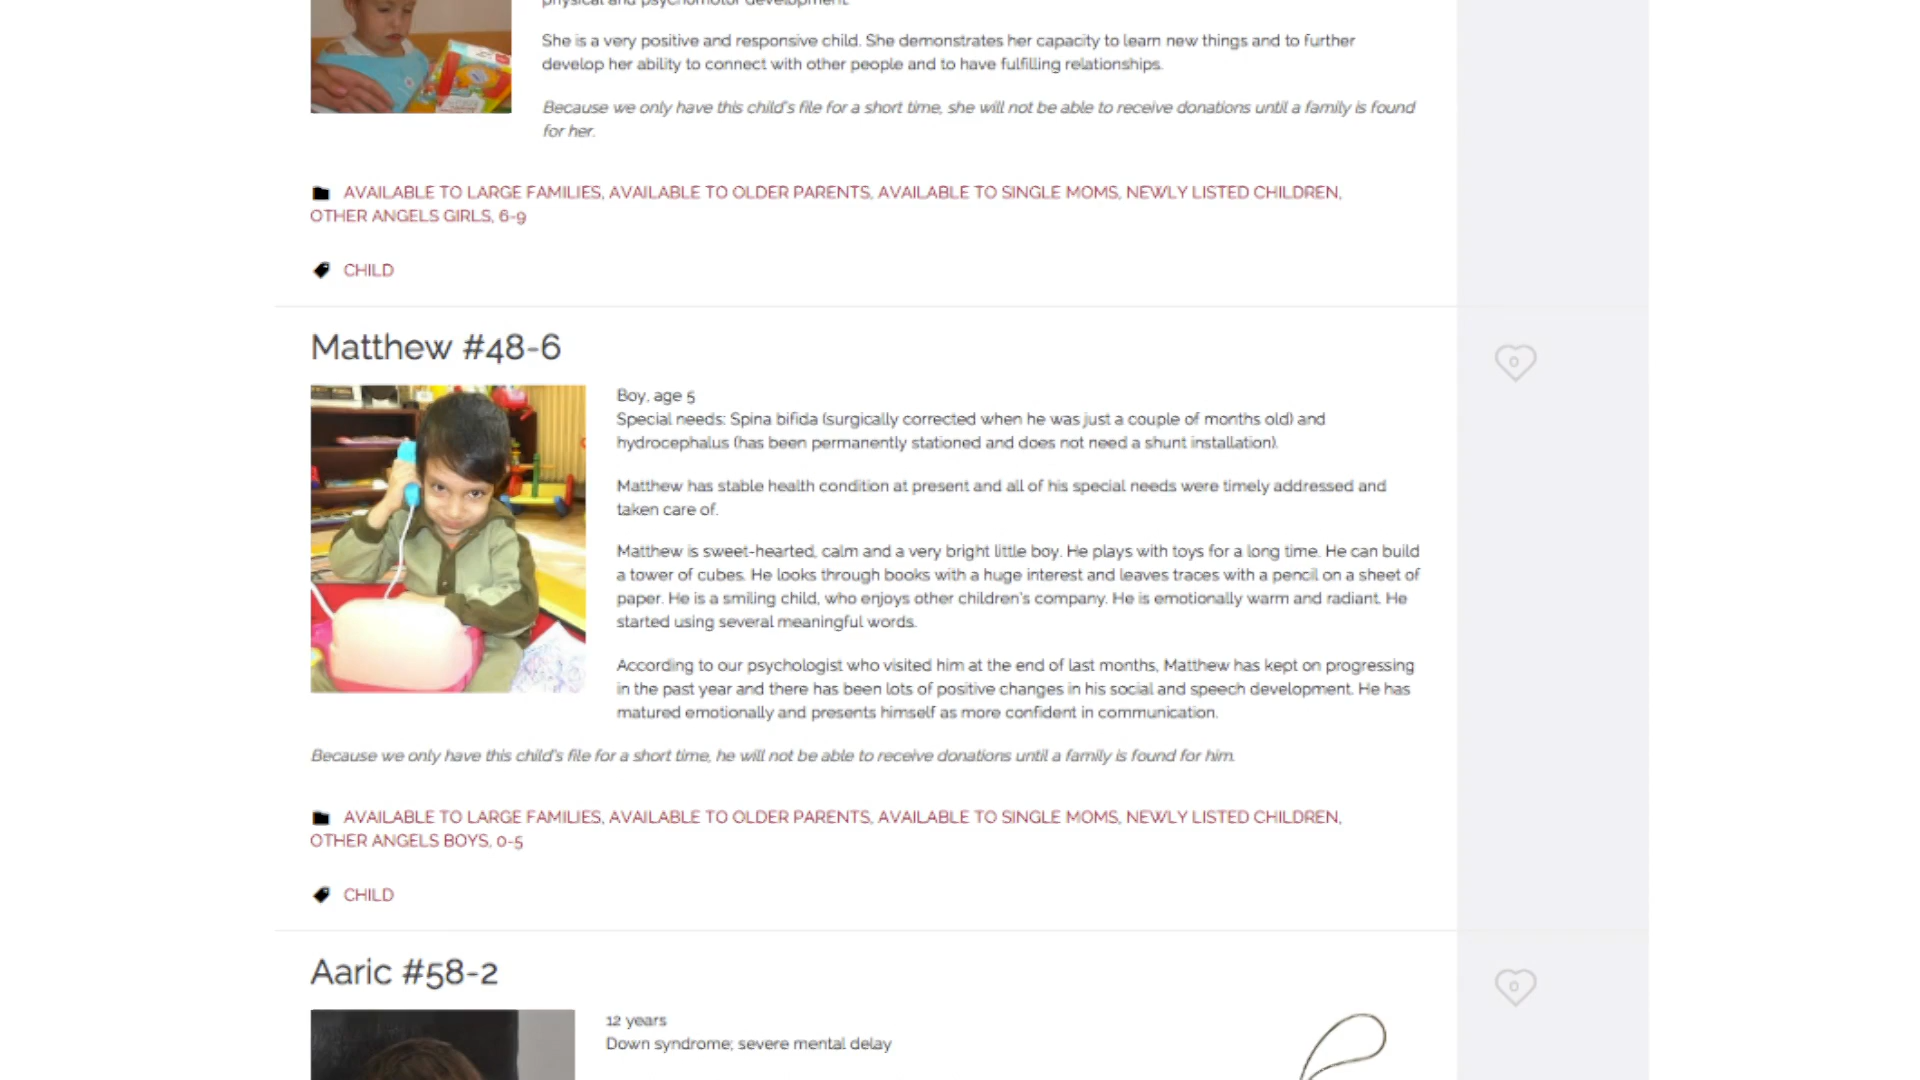 physical and psychomotor development.
She is a very positive and responsive child. She demonstrates her capacity to learn new things and to further
develop her ability to connect with other people and to have fulfilling relationships.
Because we only have this child's file for a short time, she will not be able to receive donations until a family is found
for her.
AVAILABLE TO LARGE FAMILIES, AVAILABLE TO OLDER PARENTS, AVAILABLE TO SINGLE MOMS, NEWLY LISTED CHILDREN,
OTHER ANGELS GIRLS, 6-9
CHILD
Matthew #48-6
0
Boy, age 5
Special needs: Spina bifida (surgically corrected when he was just a couple of months old) and
hydrocephalus (has been permanently stationed and does not need a shunt installation).
Matthew has stable health condition at present and all of his special needs were timely addressed and
taken care of.
Matthew is sweet-hearted, calm and a very bright little boy. He plays with toys for a long time. He can build
a tower of cubes. He looks through books with a huge interest and leaves traces with a pencil on a sheet of
paper. He is a smiling child, who enjoys other children's company. He is emotionally warm and radiant. He
started using several meaningful words.
According to our psychologist who visited him at the end of last months, Matthew has kept on progressing
in the past year and there has been lots of positive changes in his social and speech development. He has
matured emotionally and presents himself as more confident in communication.
Because we only have this child's file for a short time, he will not be able to receive donations until a family is found for him.
AVAILABLE TO LARGE FAMILIES, AVAILABLE TO OLDER PARENTS, AVAILABLE TO SINGLE MOMS, NEWLY LISTED CHILDREN,
OTHER ANGELS BOYS, 0-5
CHILD
Aaric #58-2
0
12 years
Down syndrome; severe mental delay